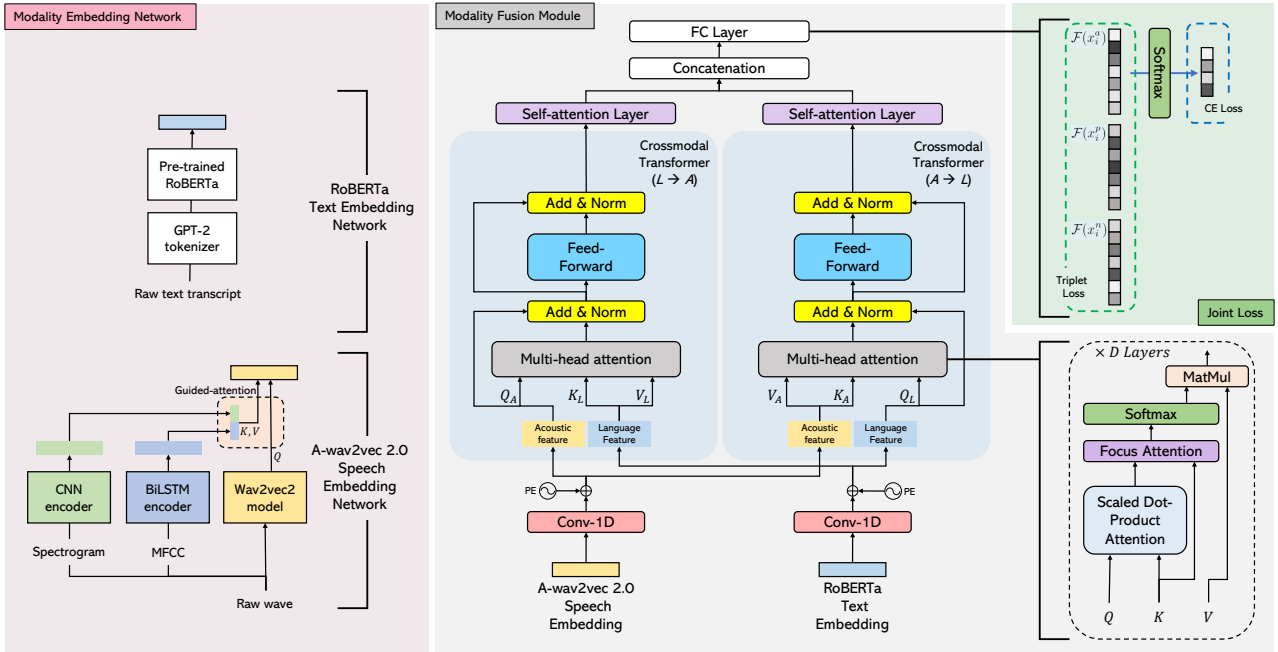 Modality Embedding Network
Pre-trained
RoBERTa
GPT-2
tokenizer
Raw text transcript
RoBERTa
Text Embedding
Network
Guided-attention
K, V
Q
CNN
encoder
BiLSTM
encoder
Wav2vec2
model
Spectrogram
MFCC
Raw wave
A-wav2vec 2.0
Speech
Embedding
Network
Modality Fusion Module
FC Layer
Concatenation
Self-attention Layer
Self-attention Layer
Crossmodal
Transformer
(L → A)
Add & Norm
Feed-
Forward
Add & Norm
Multi-head attention
Q_A
K_L
V_L
Acoustic
feature
Language
Feature
Crossmodal
Transformer
(A → L)
Add & Norm
Feed-
Forward
Add & Norm
Multi-head attention
V_A
K_A
Q_L
Acoustic
feature
Language
Feature
PE
PE
Conv-1D
Conv-1D
A-wav2vec 2.0
Speech
Embedding
RoBERTa
Text
Embedding
F(x_i^a)
Softmax
CE Loss
F(x_i^p)
F(x_i^n)
Triplet
Loss
Joint Loss
× D Layers
MatMul
Softmax
Focus Attention
Scaled Dot-
Product
Attention
Q
K
V